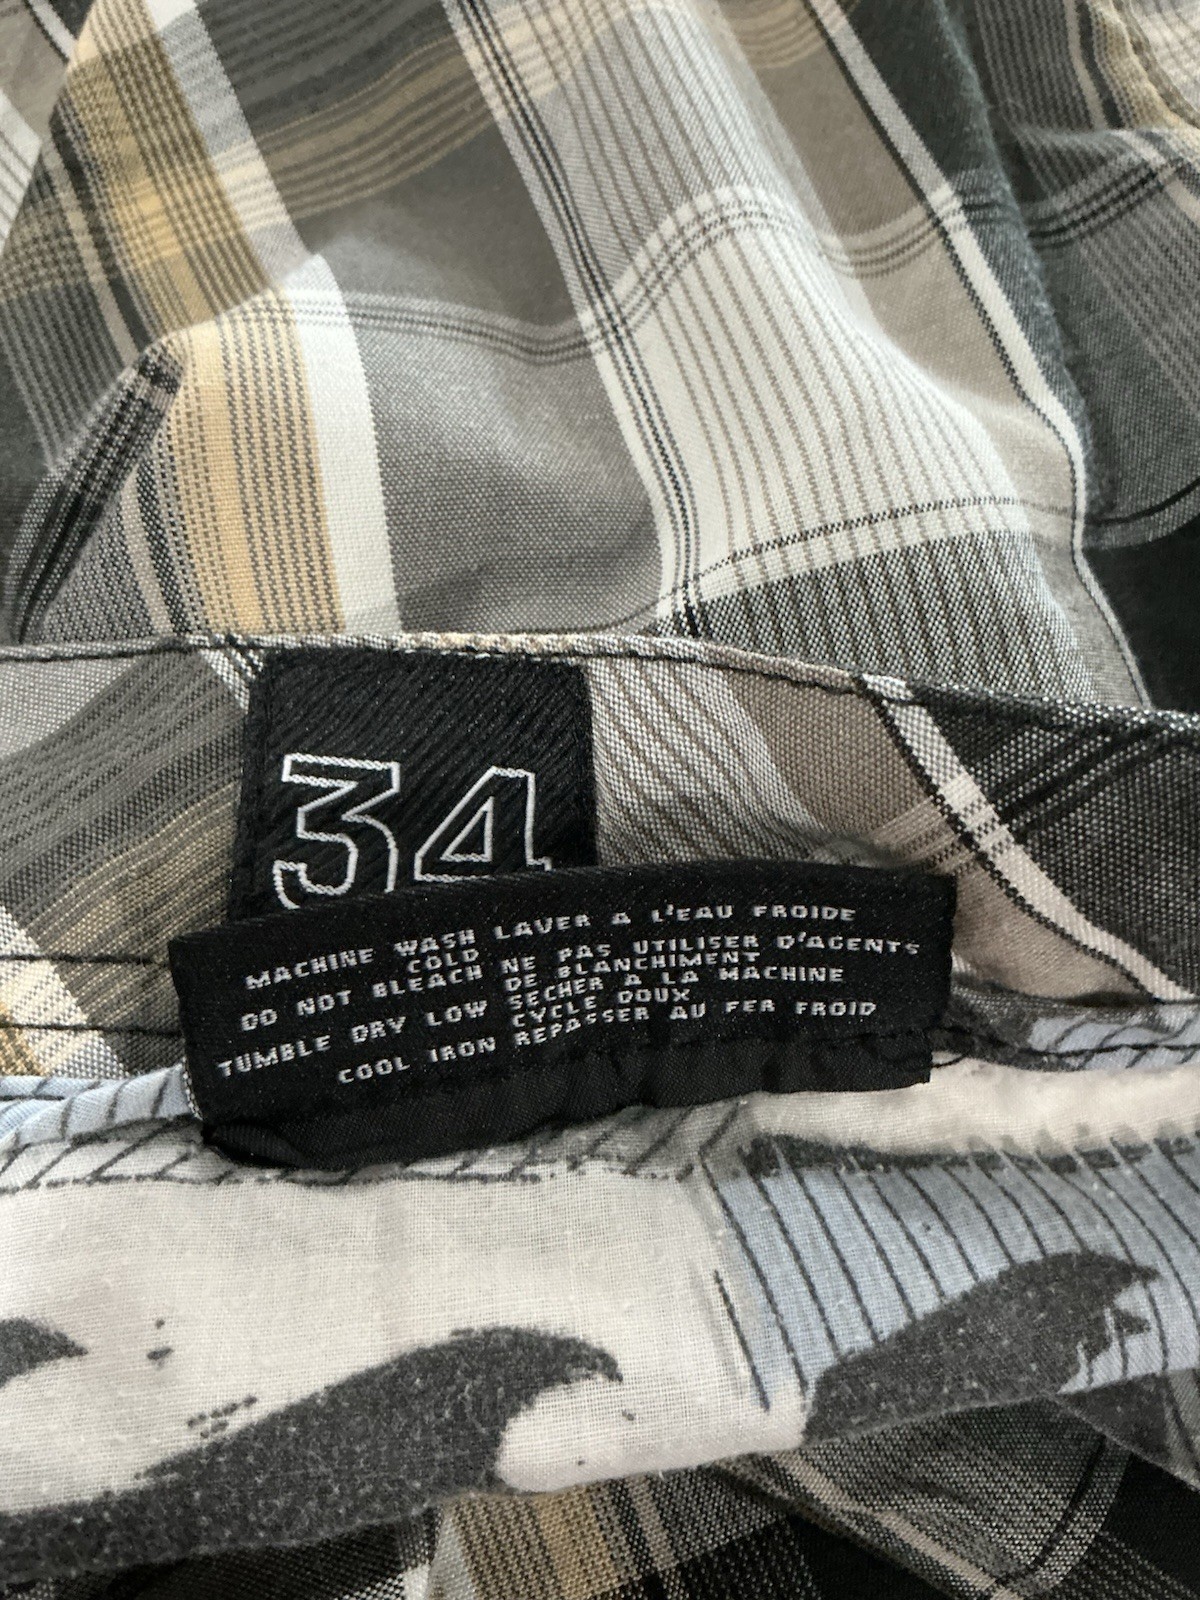 34
MACHINE WASH LAVER A L'EAU FROIDE
COLD
DO NOT BLEACH NE PAS UTILISER D'AGENTS
DE BLANCHIMENT
TUMBLE DRY LOW SECHER A LA MACHINE
CYCLE DOUX
COOL IRON REPASSER AU FER FROID